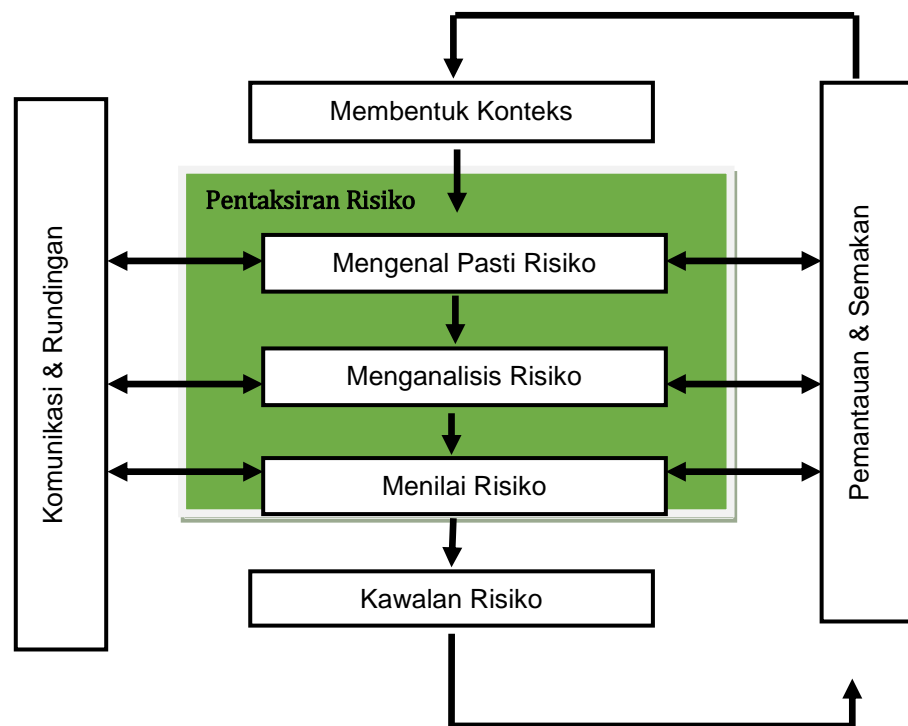 Membentuk Konteks
Komunikasi & Rundingan
Pentaksiran Risiko
Mengenal Pasti Risiko
Menganalisis Risiko
Menilai Risiko
Pemantauan & Semakan
Kawalan Risiko